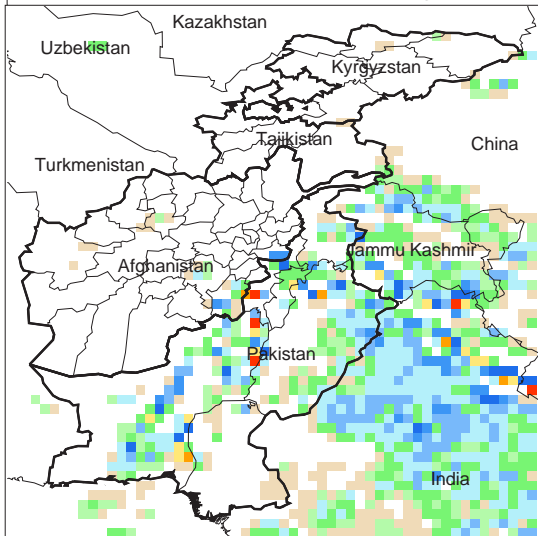 Kazakhstan
Uzbekistan
Kyrgyzstan
Tajikistan
China
Turkmenistan
Jammu Kashmir
Afghanistan
Pakistan
India